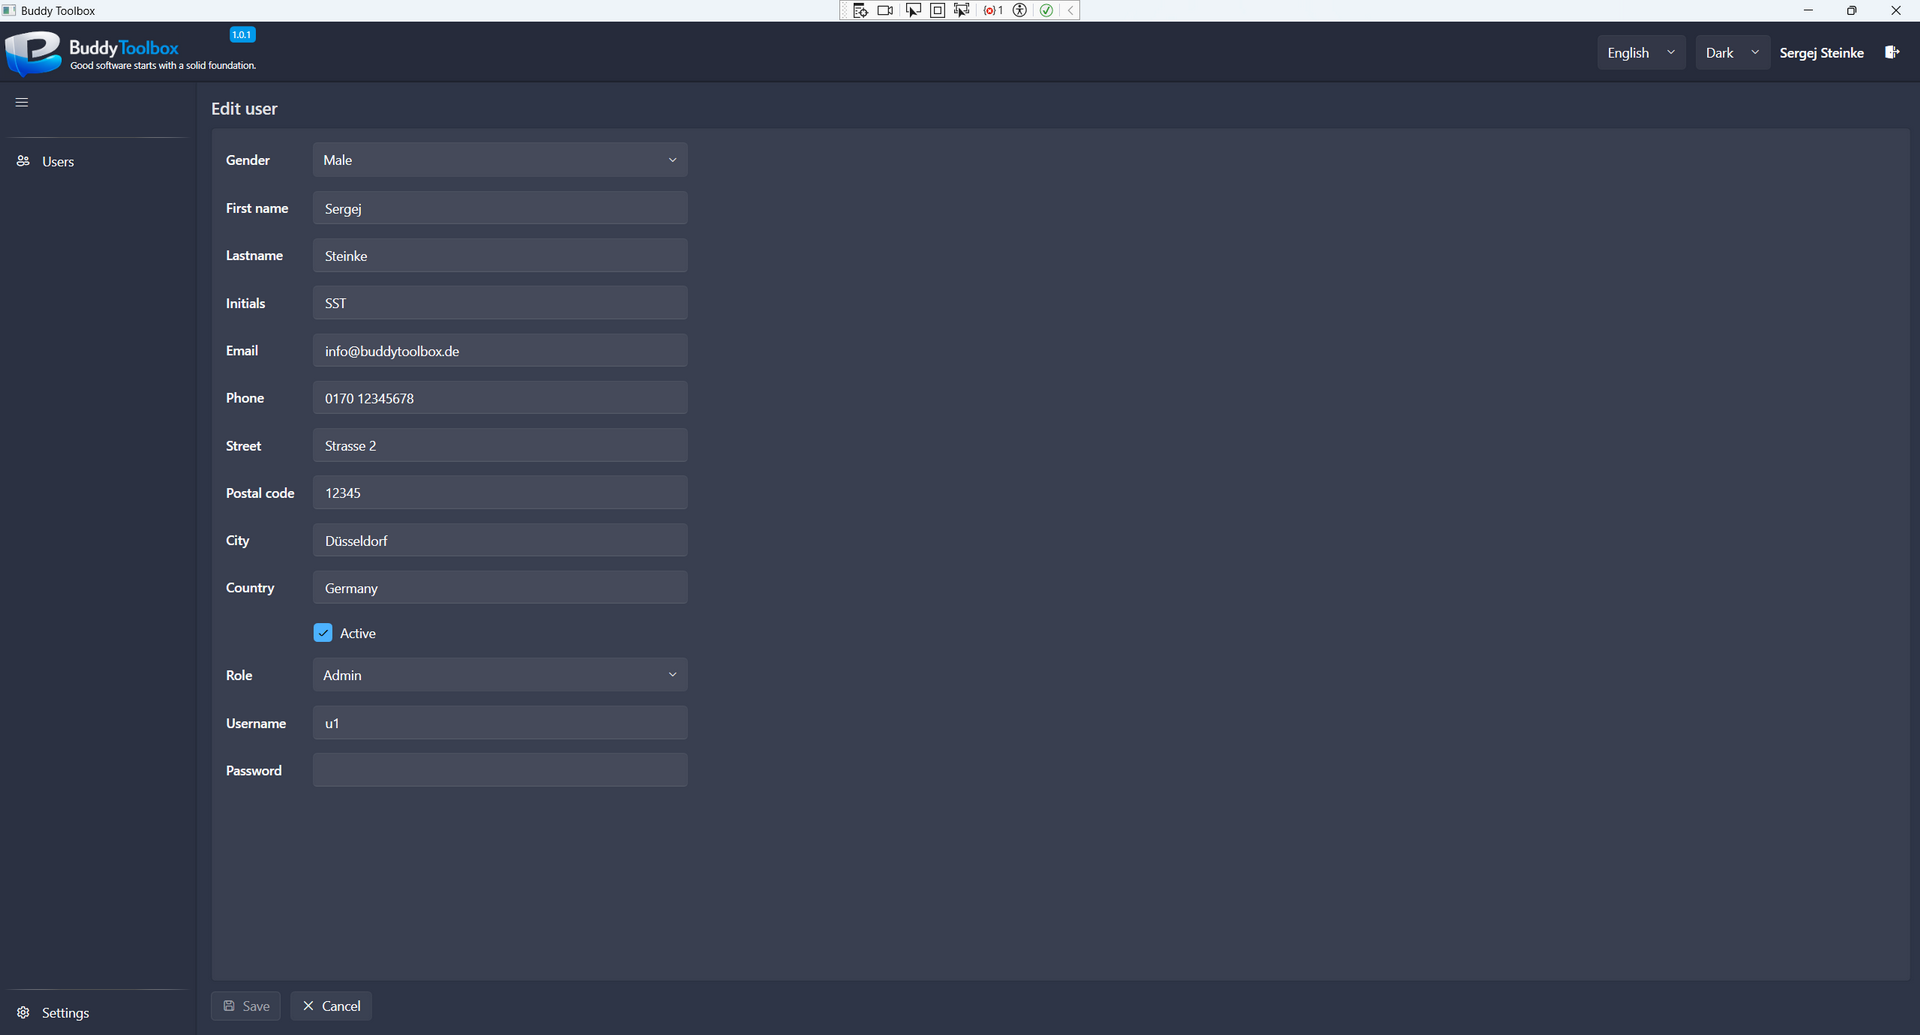 Buddy Toolbox
1
BuddyToolbox
1.0.1
Good software starts with a solid foundation.
English
Dark
Sergej Steinke
Users
Edit user
Gender
Male
First name
Sergej
Lastname
Steinke
Initials
SST
Email
info@buddytoolbox.de
Phone
0170 12345678
Street
Strasse 2
Postal code
12345
City
Düsseldorf
Country
Germany
Active
Role
Admin
Username
u1
Password
Settings
Save
Cancel